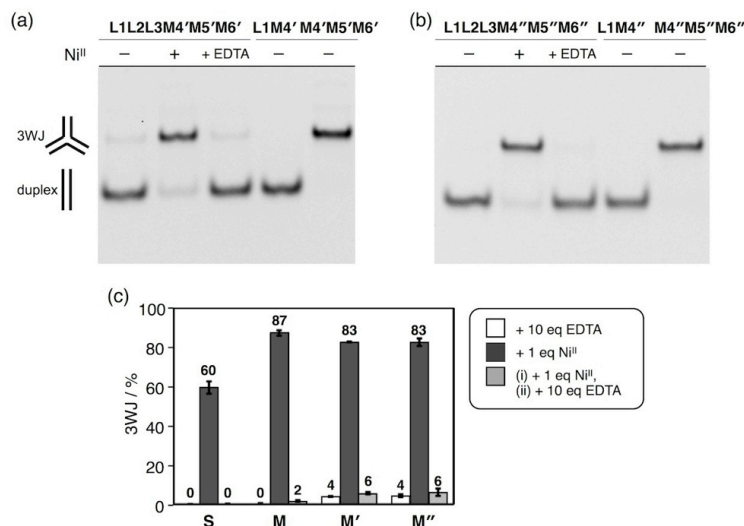 (a)
L1L2L3M4′M5′M6′ L1M4′ M4′M5′M6′
Ni^II − + + EDTA − −
3WJ
duplex
(b)
L1L2L3M4″M5″M6″ L1M4″ M4″M5″M6″
− + + EDTA − −
(c)
3WJ / %
100
80
60
40
20
0
0 60 0
0 87 2
4 83 6
4 83 6
S M M′ M″
+ 10 eq EDTA
+ 1 eq Ni^II
(i) + 1 eq Ni^II,
(ii) + 10 eq EDTA